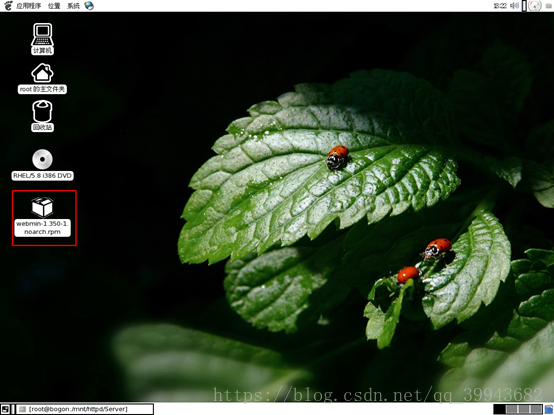 应用程序 位置 系统
13:22
计算机
root 的主文件夹
回收站
RHEL/5.8 i386 DVD
webmin-1.350-1.
noarch.rpm
https://blog.csdn.net/qq_39943682
[root@bogon:/mnt/httpd/Server]